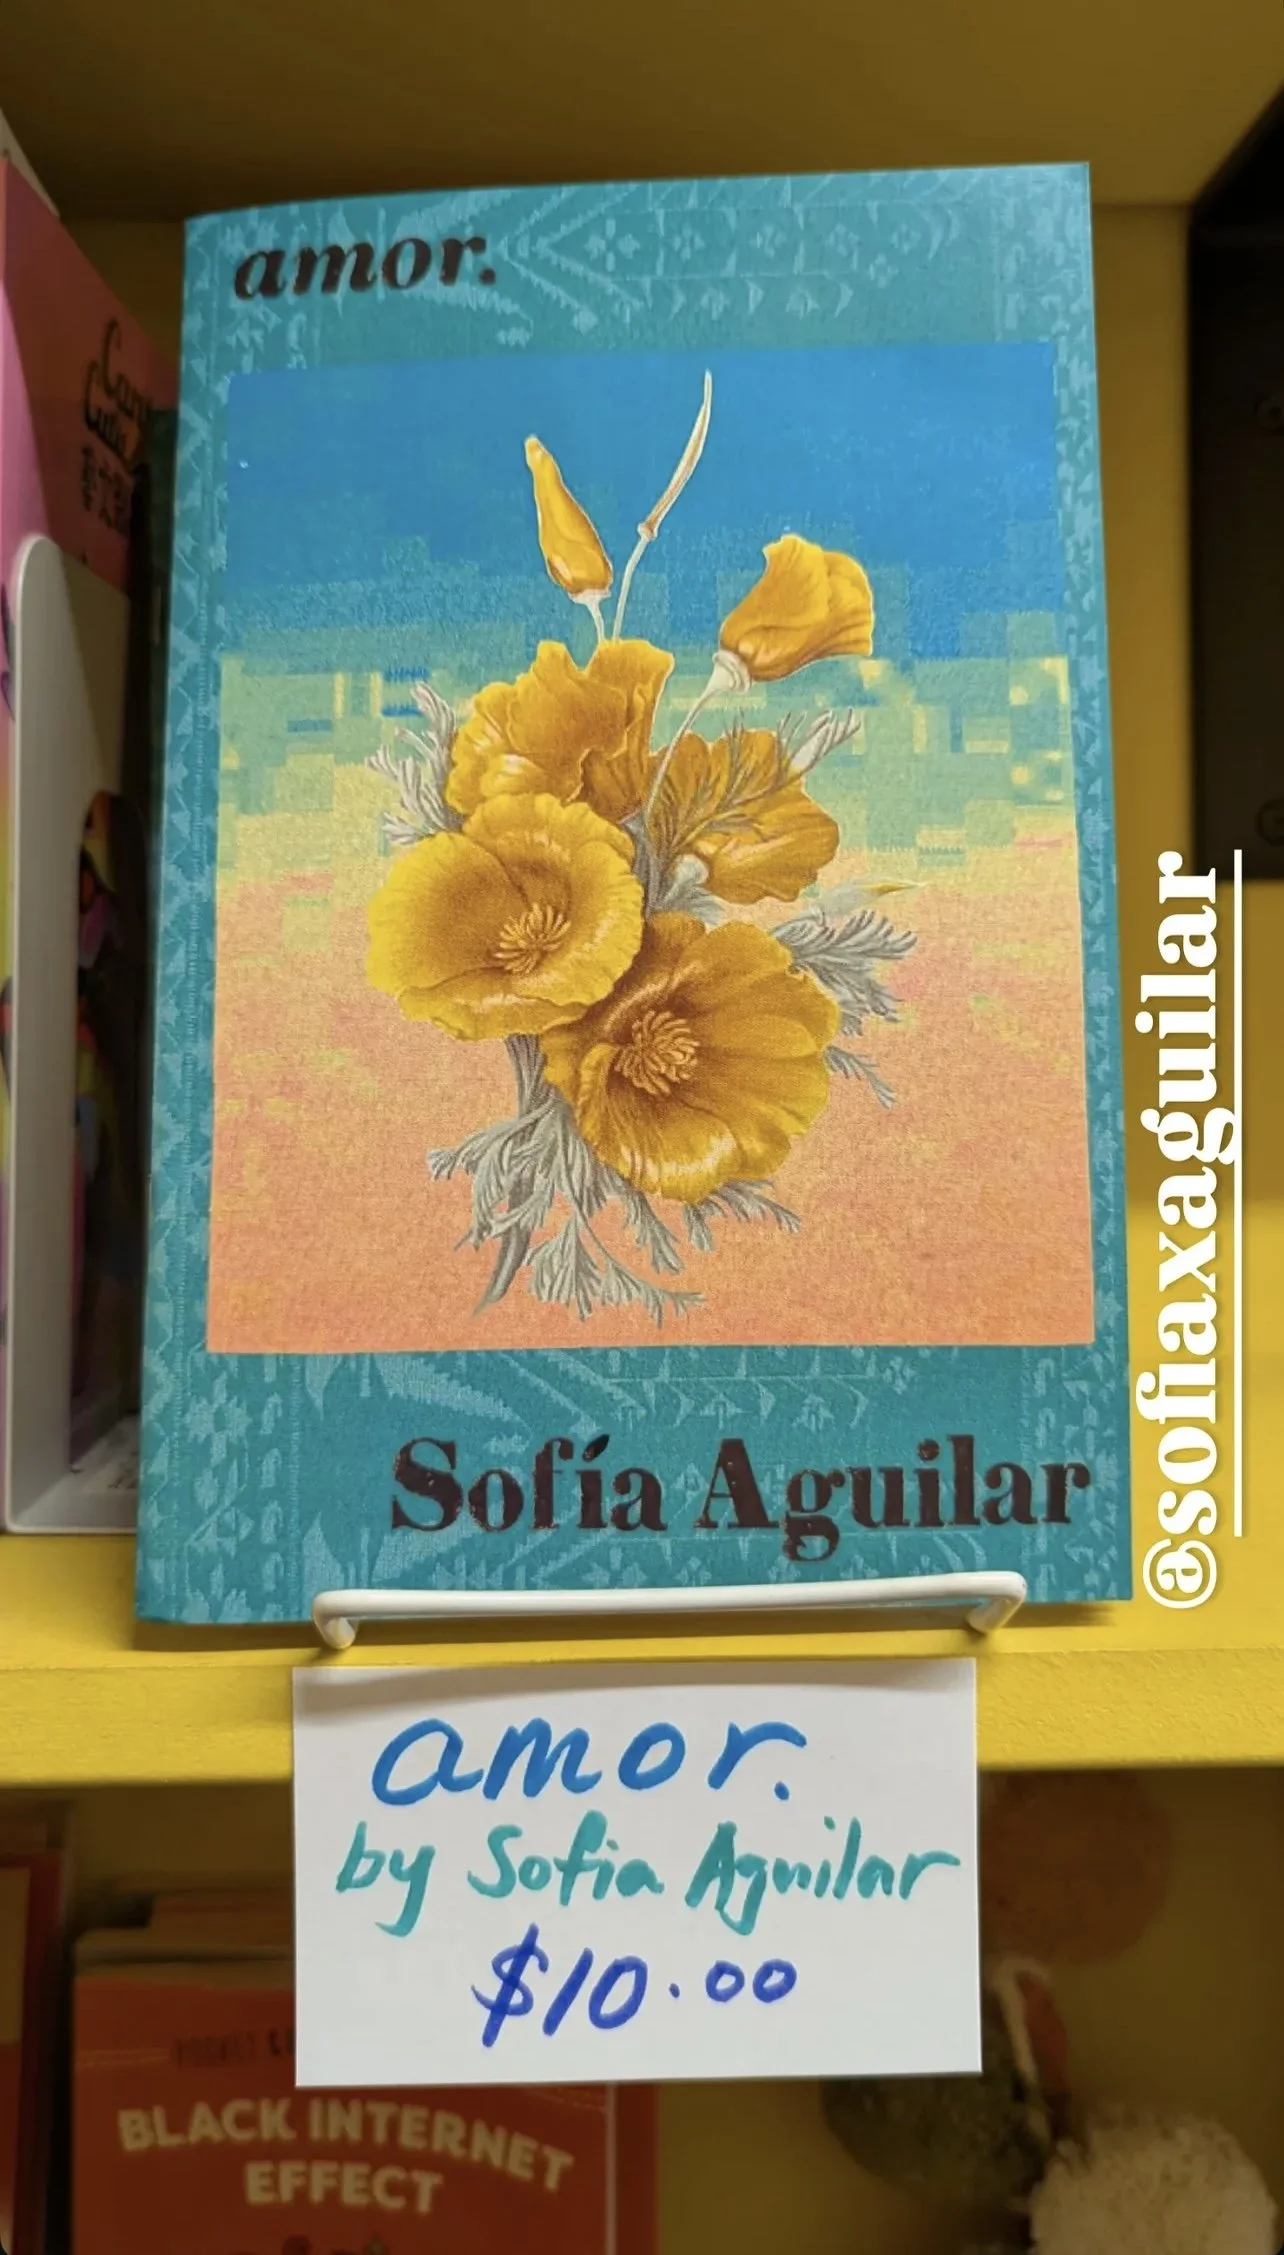 amor.
Sofía Aguilar
@sofiaxaguilar
amor.
by Sofia Aguilar
$10.00
BLACK INTERNET
EFFECT